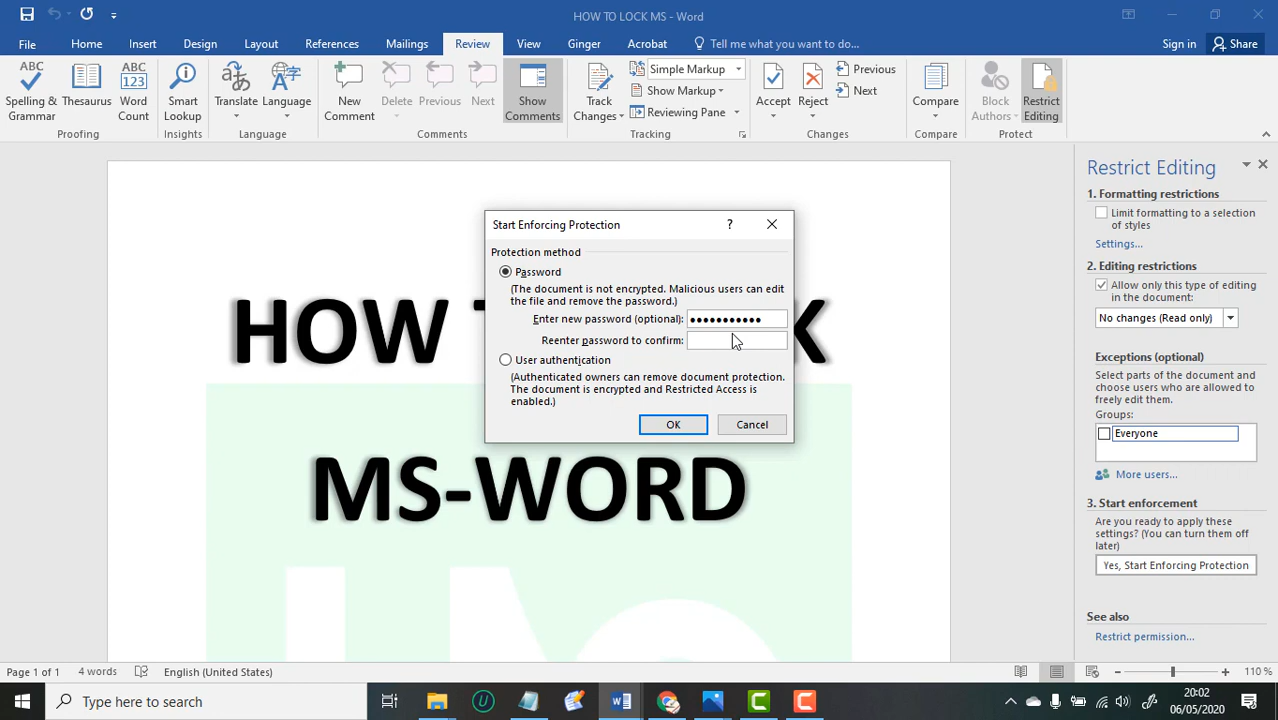 HOW TO LOCK MS - Word
Sign in
Share
File
Home
Insert
Design
Layout
References
Mailings
Review
View
Ginger
Acrobat
Tell me what you want to do...
ABC
Spelling &
Grammar
Thesaurus
ABC
123
Word
Count
Proofing
Smart
Lookup
Insights
Translate
Language
Language
New
Comment
Delete
Previous
Next
Show
Comments
Comments
Track
Changes
Simple Markup
Show Markup
Reviewing Pane
Tracking
Accept
Reject
Previous
Next
Changes
Compare
Compare
Block
Authors
Restrict
Editing
Protect
HOW T
K
MS-WORD
Start Enforcing Protection
?
Protection method
Password
(The document is not encrypted. Malicious users can edit
the file and remove the password.)
Enter new password (optional):
•••••••••••
Reenter password to confirm:
User authentication
(Authenticated owners can remove document protection.
The document is encrypted and Restricted Access is
enabled.)
OK
Cancel
Restrict Editing
1. Formatting restrictions
Limit formatting to a selection
of styles
Settings...
2. Editing restrictions
Allow only this type of editing
in the document:
No changes (Read only)
Exceptions (optional)
Select parts of the document and
choose users who are allowed to
freely edit them.
Groups:
Everyone
More users...
3. Start enforcement
Are you ready to apply these
settings? (You can turn them off
later)
Yes, Start Enforcing Protection
See also
Restrict permission...
Page 1 of 1
4 words
English (United States)
110 %
Type here to search
20:02
06/05/2020